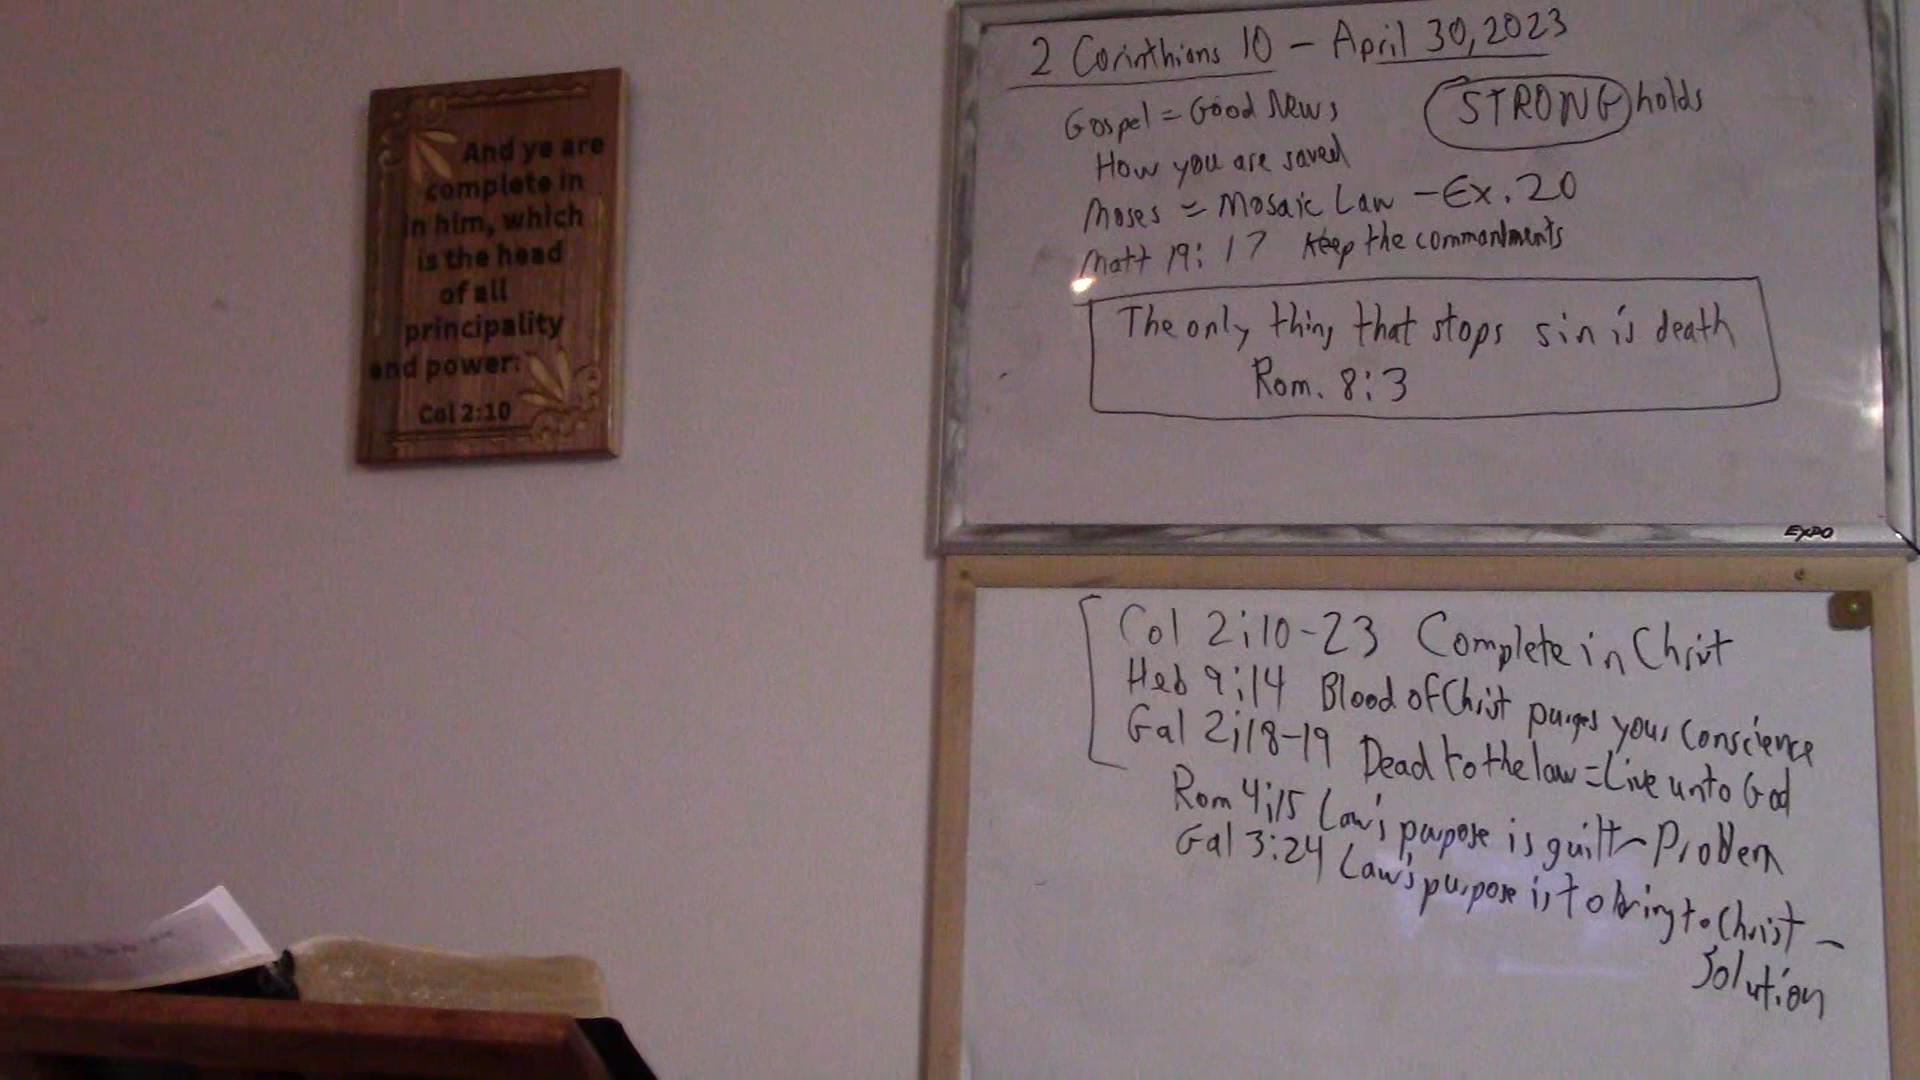 And ye are
complete in
in him, which
is the head
of all
principality
and power:
Col 2:10
2 Corinthians 10 - April 30, 2023
Gospel = Good News
STRONG holds
How you are saved
Moses = Mosaic Law - Ex. 20
Matt 19:17 Keep the commandments
The only thing that stops sin is death
Rom. 8:3
EXPO
Col 2:10-23 Complete in Christ
Heb 9:14 Blood of Christ purges your conscience
Gal 2:18-19 Dead to the law = Live unto God
Rom 4:15 Law's purpose is guilt - Problem
Gal 3:24 Law's purpose is to bring to Christ -
Solution